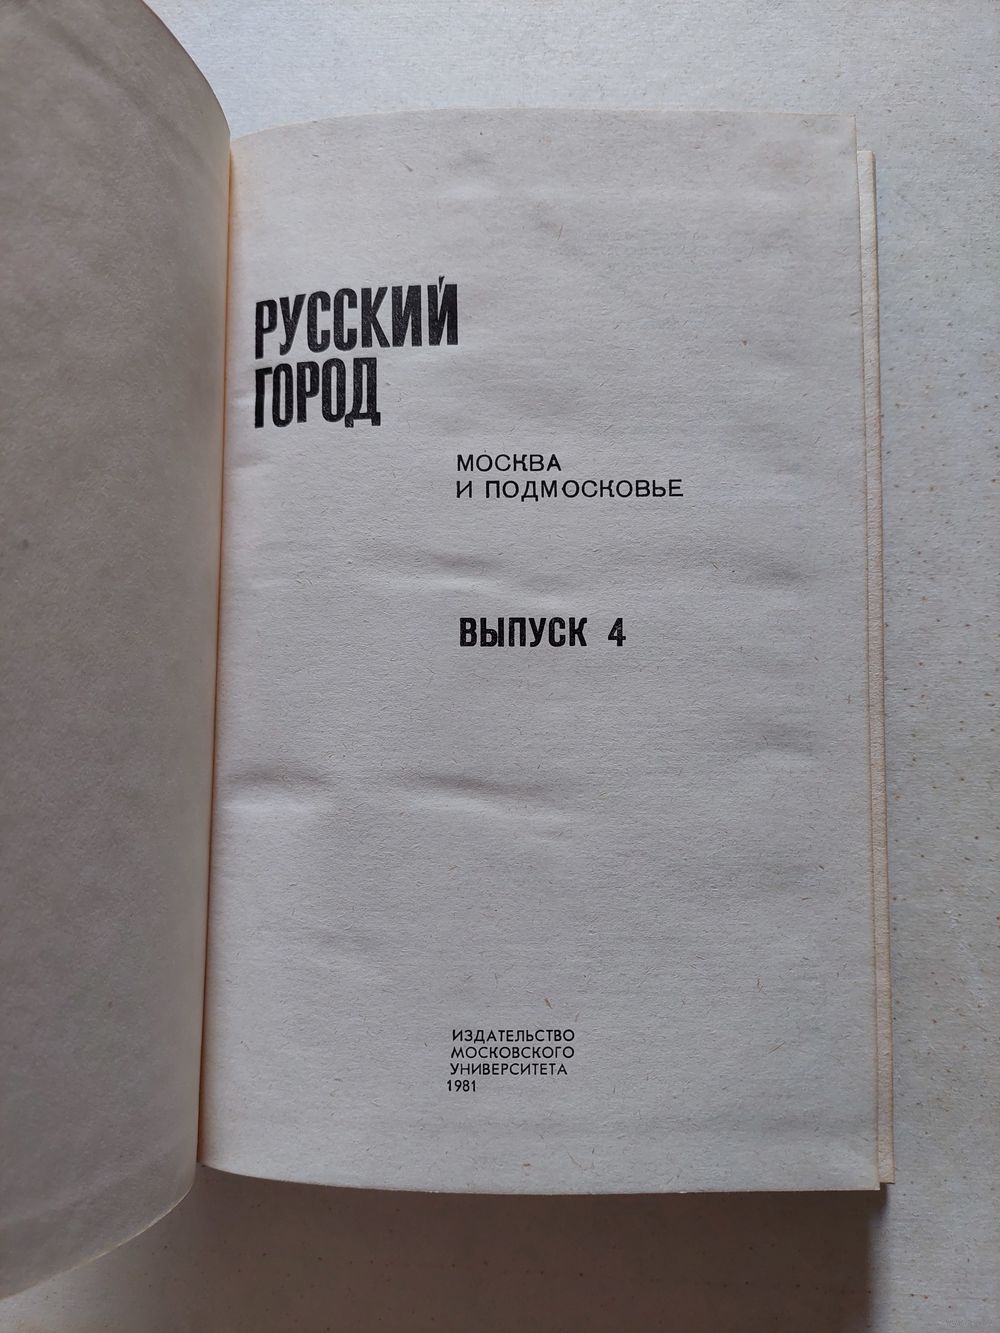 РУССКИЙ
ГОРОД
МОСКВА
И ПОДМОСКОВЬЕ
ВЫПУСК 4
ИЗДАТЕЛЬСТВО
МОСКОВСКОГО
УНИВЕРСИТЕТА
1981